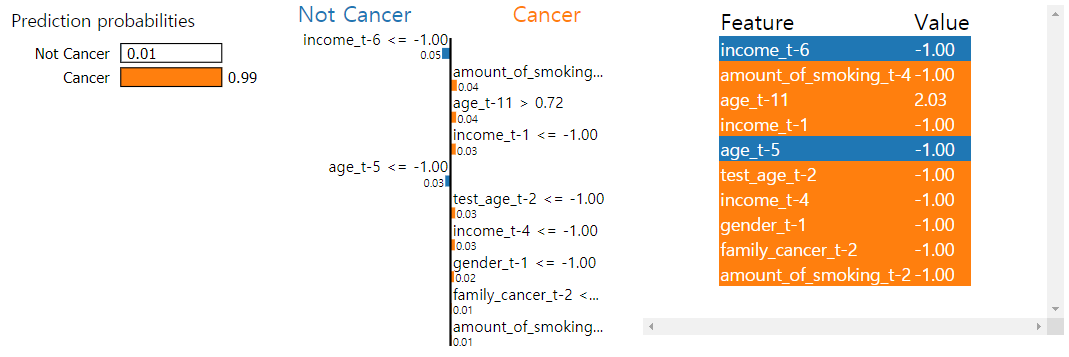 Prediction probabilities
Not Cancer 0.01
Cancer 0.99
Not Cancer Cancer
income_t-6 <= -1.00
0.05
amount_of_smoking...
0.04
age_t-11 > 0.72
0.04
income_t-1 <= -1.00
0.03
age_t-5 <= -1.00
0.03
test_age_t-2 <= -1.00
0.03
income_t-4 <= -1.00
0.03
gender_t-1 <= -1.00
0.02
family_cancer_t-2 <...
0.01
amount_of_smoking...
0.01
Feature Value
income_t-6 -1.00
amount_of_smoking_t-4 -1.00
age_t-11 2.03
income_t-1 -1.00
age_t-5 -1.00
test_age_t-2 -1.00
income_t-4 -1.00
gender_t-1 -1.00
family_cancer_t-2 -1.00
amount_of_smoking_t-2 -1.00